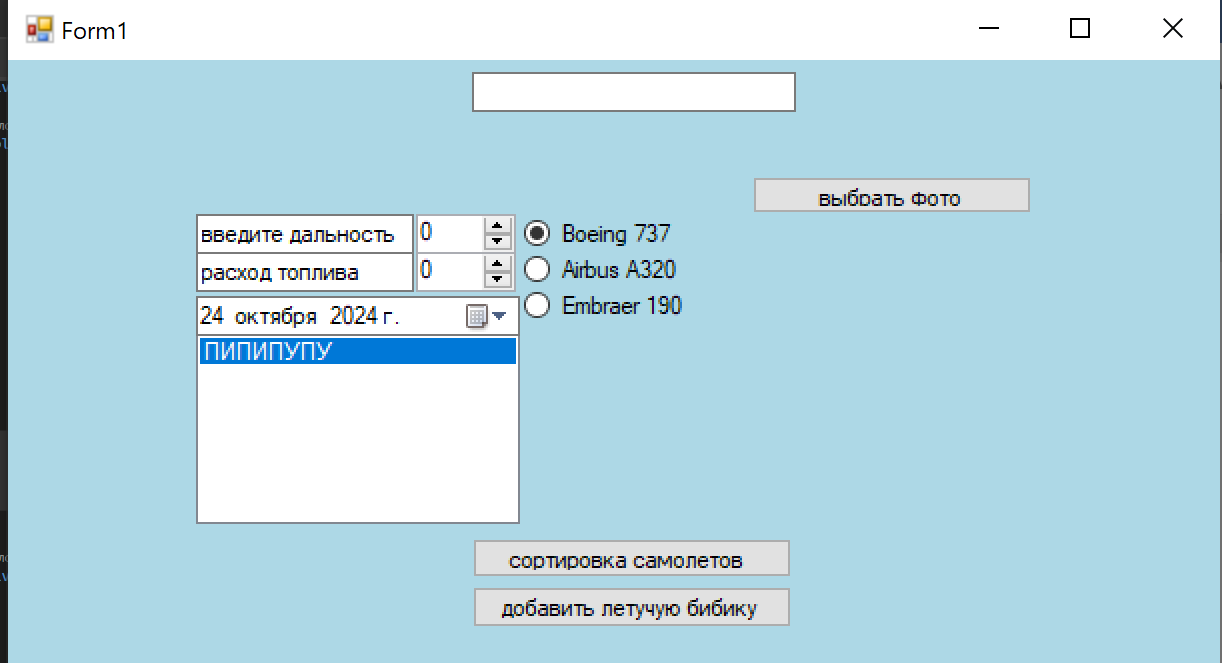 Form1
выбрать фото
введите дальность 0
расход топлива 0
Boeing 737
Airbus A320
Embraer 190
24 октября 2024 г.
ПИПИПУПУ
сортировка самолетов
добавить летучую бибику